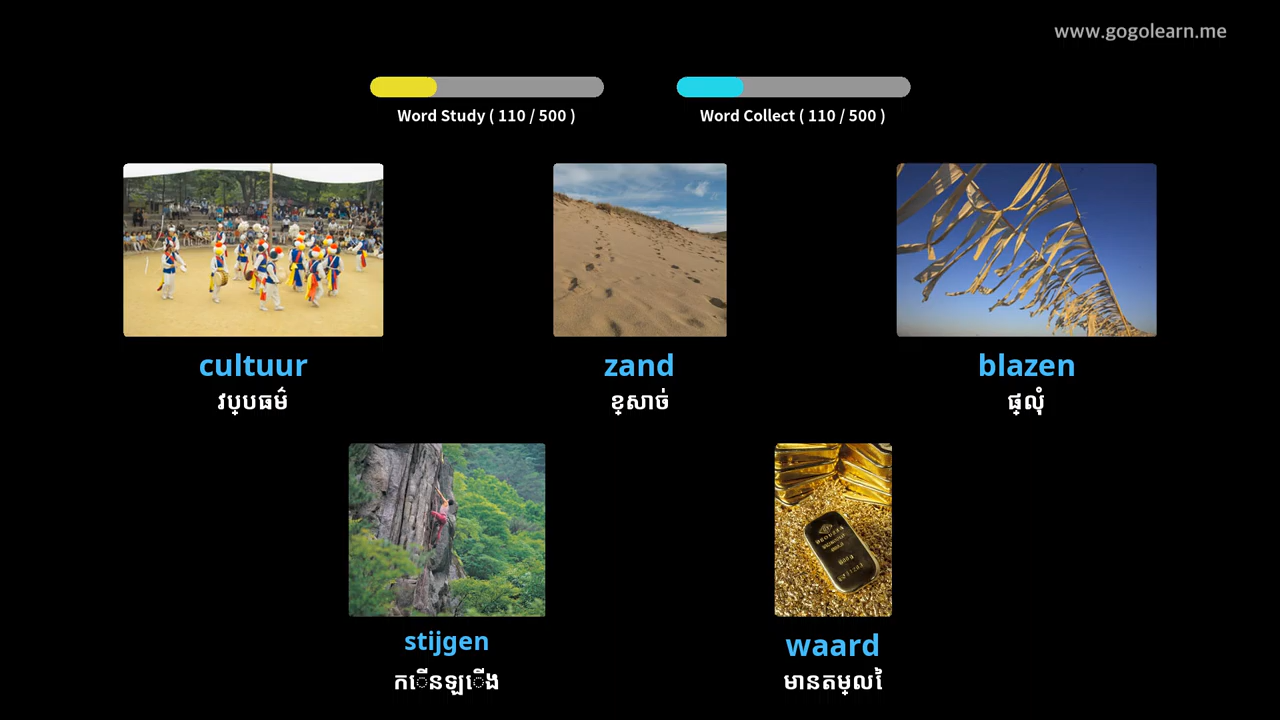 www.gogolearn.me
Word Study ( 110 / 500 )
Word Collect ( 110 / 500 )
cultuur
វប្បធម៌
zand
ខ្សាច់
blazen
ផ្លុំ
stijgen
កើនឡើង
waard
មានតម្លៃ